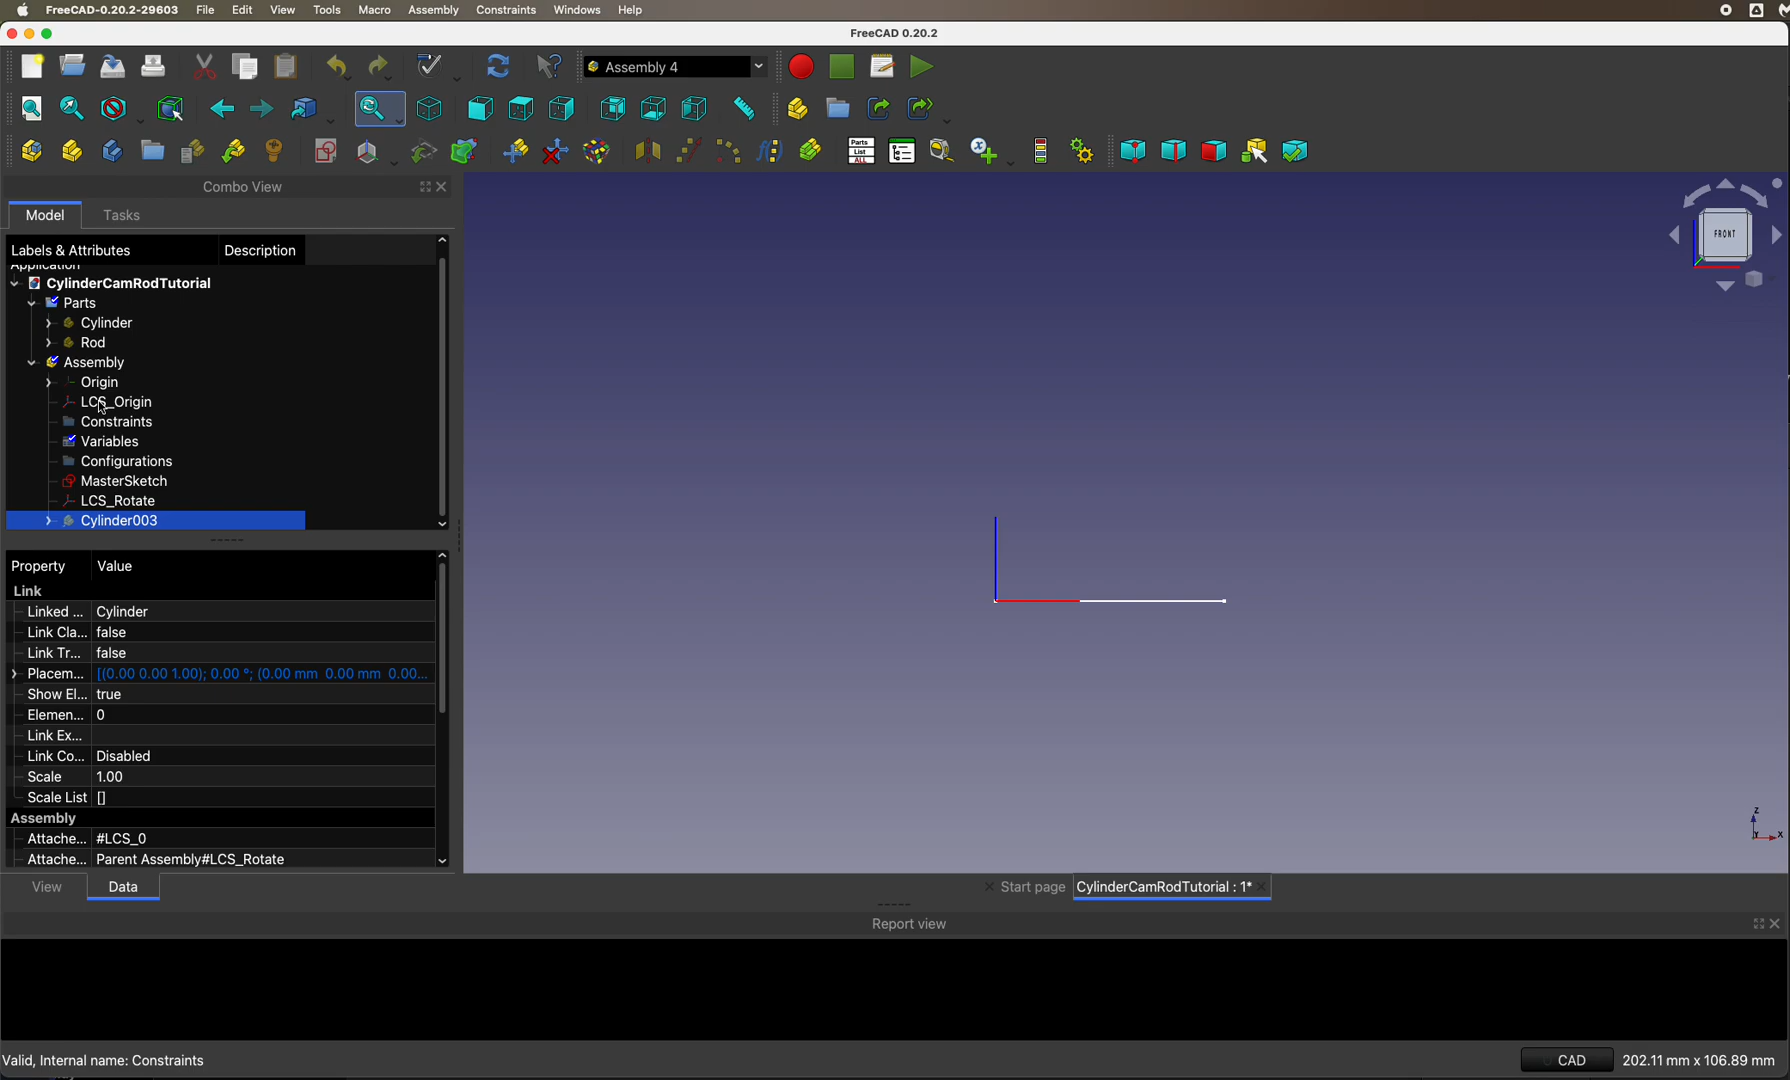 FreeCAD-0.20.2-29603 File Edit View Tools Macro Assembly Constraints Windows Help
FreeCAD 0.20.2
Assembly 4
Parts
List
ALL
Combo View
Model Tasks
Labels & Attributes Description
Application
CylinderCamRodTutorial
Parts
Cylinder
Rod
Assembly
Origin
LCS_Origin
Constraints
Variables
Configurations
MasterSketch
LCS_Rotate
Cylinder003
Property Value
Link
Linked ... Cylinder
Link Cla... false
Link Tr... false
Placem... [(0.00 0.00 1.00); 0.00 °; (0.00 mm 0.00 mm 0.00...
Show El... true
Elemen... 0
Link Ex...
Link Co... Disabled
Scale 1.00
Scale List []
Assembly
Attache... #LCS_0
Attache... Parent Assembly#LCS_Rotate
View Data
FRONT
Z
Y X
Start page CylinderCamRodTutorial : 1*
Report view
Valid, Internal name: Constraints
CAD 202.11 mm x 106.89 mm